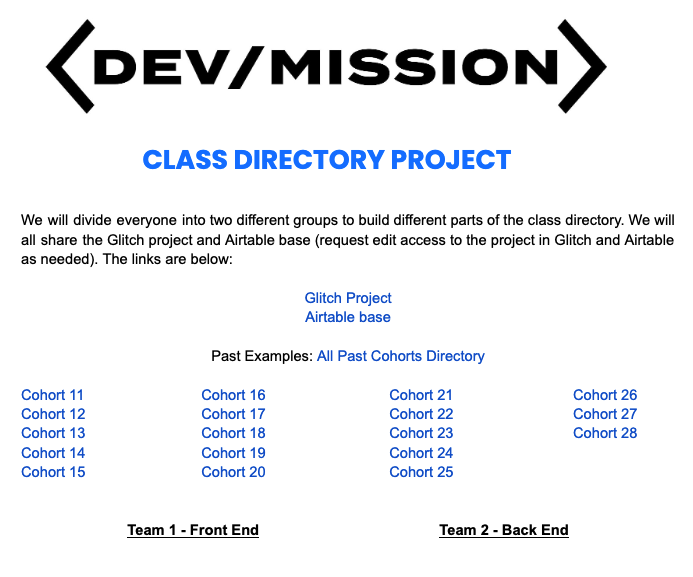 <DEV/MISSION>
CLASS DIRECTORY PROJECT
We will divide everyone into two different groups to build different parts of the class directory. We will
all share the Glitch project and Airtable base (request edit access to the project in Glitch and Airtable
as needed). The links are below:
Glitch Project
Airtable base
Past Examples: All Past Cohorts Directory
Cohort 11 Cohort 16 Cohort 21 Cohort 26
Cohort 12 Cohort 17 Cohort 22 Cohort 27
Cohort 13 Cohort 18 Cohort 23 Cohort 28
Cohort 14 Cohort 19 Cohort 24
Cohort 15 Cohort 20 Cohort 25
Team 1 - Front End Team 2 - Back End